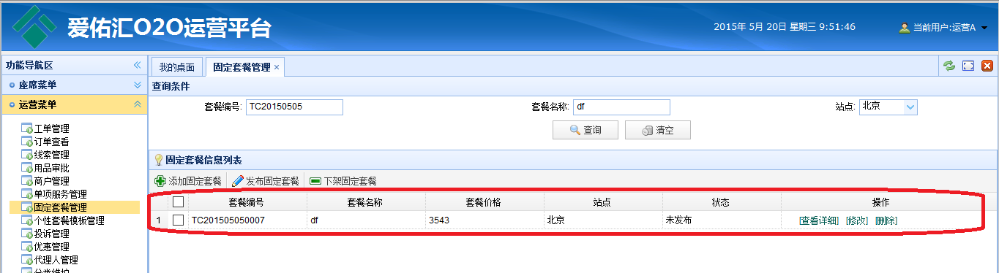 爱佑汇O2O运营平台
2015年 5月 20日 星期三 9:51:46 当前用户:运营A
功能导航区
座席菜单
运营菜单
工单管理
订单查看
线索管理
用品审批
商户管理
单项服务管理
固定套餐管理
个性套餐模板管理
投诉管理
优惠管理
代理人管理
分类维护
我的桌面 固定套餐管理
查询条件
套餐编号: TC20150505 套餐名称: df 站点: 北京
查询 清空
固定套餐信息列表
添加固定套餐 发布固定套餐 下架固定套餐
套餐编号 套餐名称 套餐价格 站点 状态 操作
1 TC201505050007 df 3543 北京 未发布 [查看详细] [修改] [删除]